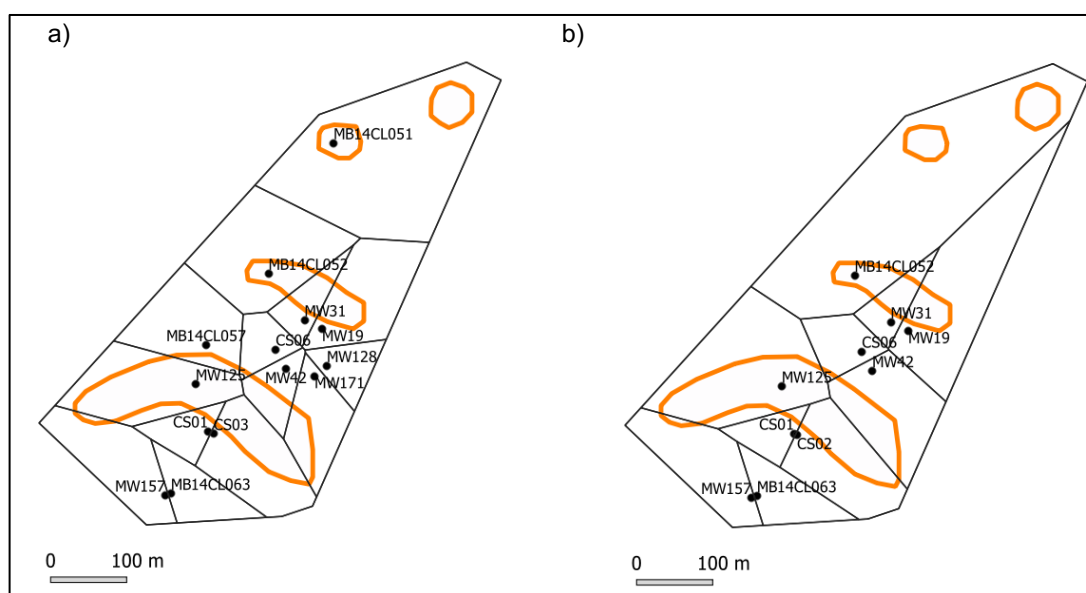 a)
MB14CL051
MB14CL052
MW31
MW19
MB14CL057
CS06
MW128
MW125
MW42
MW171
CS01
CS03
MW157
MB14CL063
0 100 m
b)
MB14CL052
MW31
MW19
CS06
MW42
MW125
CS01
CS02
MW157
MB14CL063
0 100 m